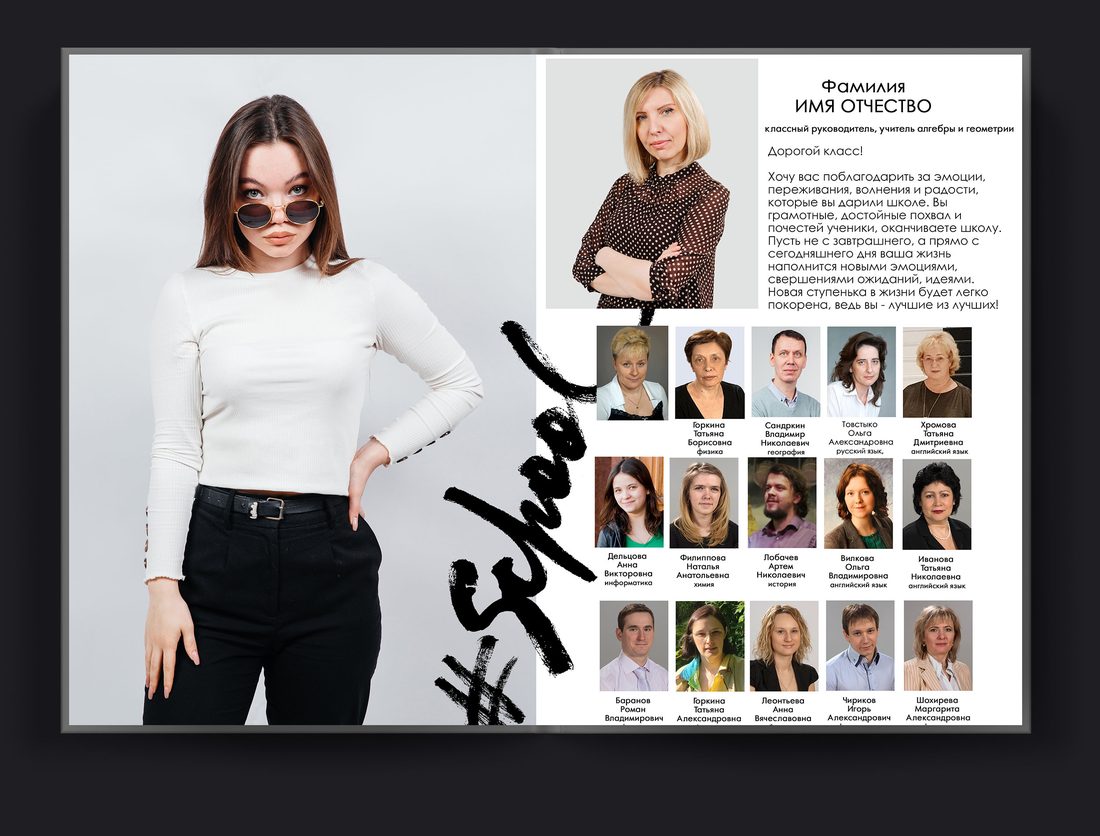 Фамилия
ИМЯ ОТЧЕСТВО
классный руководитель, учитель алгебры и геометрии
Дорогой класс!
Хочу вас поблагодарить за эмоции,
переживания, волнения и радости,
которые вы дарили школе. Вы
грамотные, достойные похвал и
почестей ученики, оканчиваете школу.
Пусть не с завтрашнего, а прямо с
сегодняшнего дня ваша жизнь
наполнится новыми эмоциями,
свершениями ожиданий, идеями.
Новая ступенька в жизни будет легко
покорена, ведь вы - лучшие из лучших!
#School
Горкина
Татьяна
Борисовна
физика
Сандркин
Владимир
Николаевич
география
Товстыко
Ольга
Александровна
русский язык,
Хромова
Татьяна
Дмитриевна
английский язык
Дельцова
Анна
Викторовна
информатика
Филиппова
Наталья
Анатольевна
химия
Лобачев
Артем
Николаевич
история
Вилкова
Ольга
Владимировна
английский язык
Иванова
Татьяна
Николаевна
английский язык
Баранов
Роман
Владимирович
Горкина
Татьяна
Александровна
Леонтьева
Анна
Вячеславовна
Чириков
Игорь
Александрович
Шохирева
Маргарита
Александровна